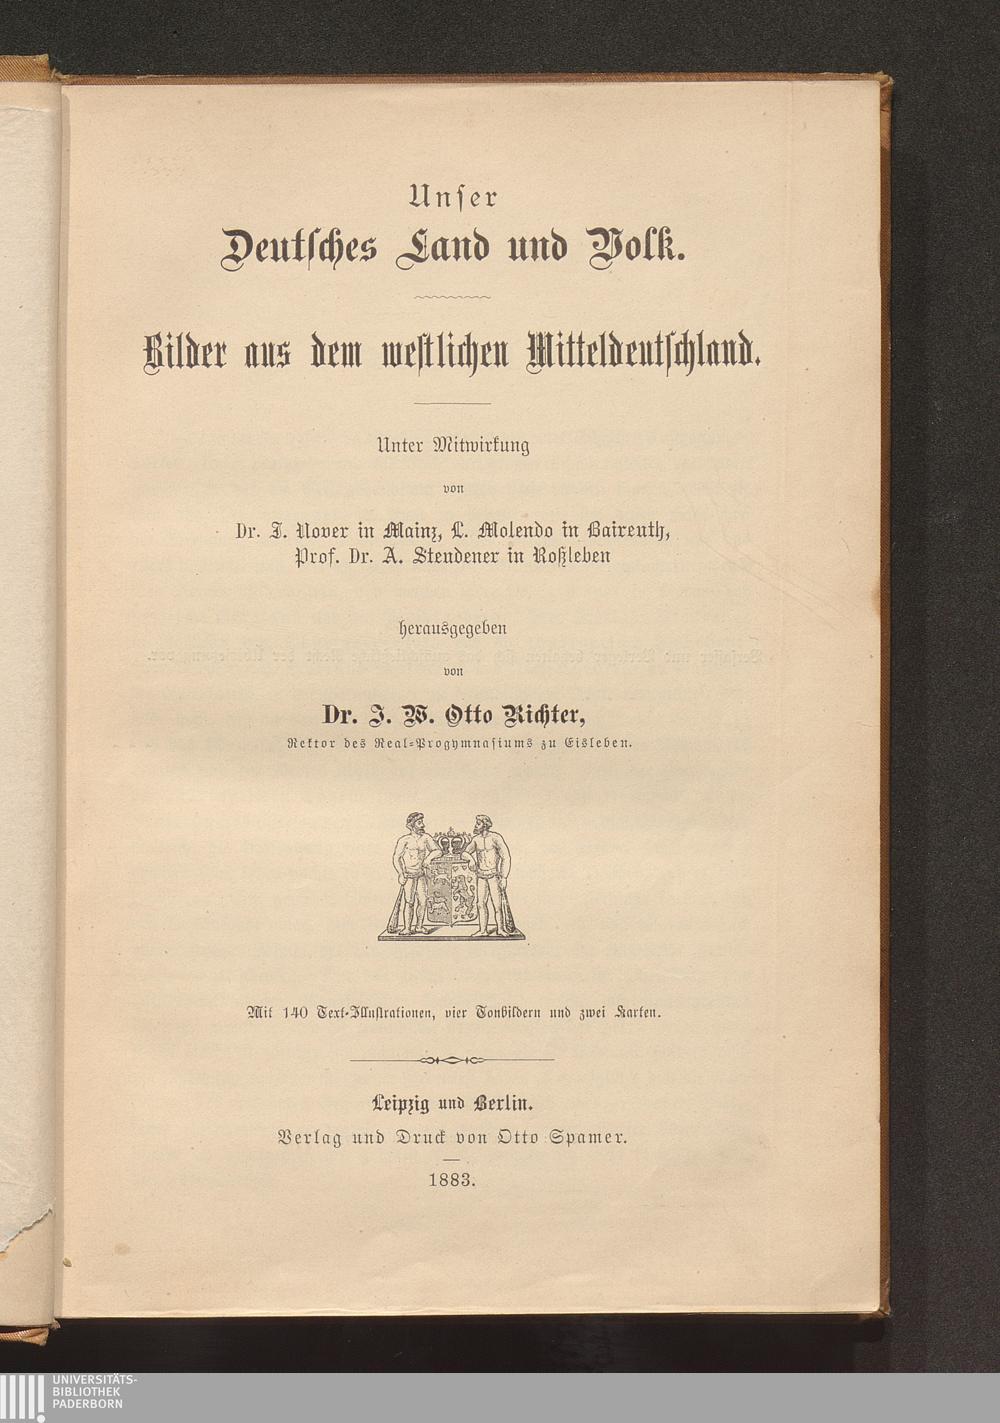 Unſer
Deutſches Land und Volk.
Bilder aus dem weſtlichen Mitteldeutſchland.
Unter Mitwirkung
von
Dr. J. Nover in Mainz, L. Molendo in Baireuth,
Prof. Dr. A. Steudener in Roßleben
herausgegeben
von
Dr. J. W. Otto Richter,
Rektor des Real-Progymnaſiums zu Eisleben.
Mit 140 Text-Illuſtrationen, vier Tonbildern und zwei Karten.
Leipzig und Berlin.
Verlag und Druck von Otto Spamer.
1883.
UNIVERSITÄTS-
BIBLIOTHEK
PADERBORN